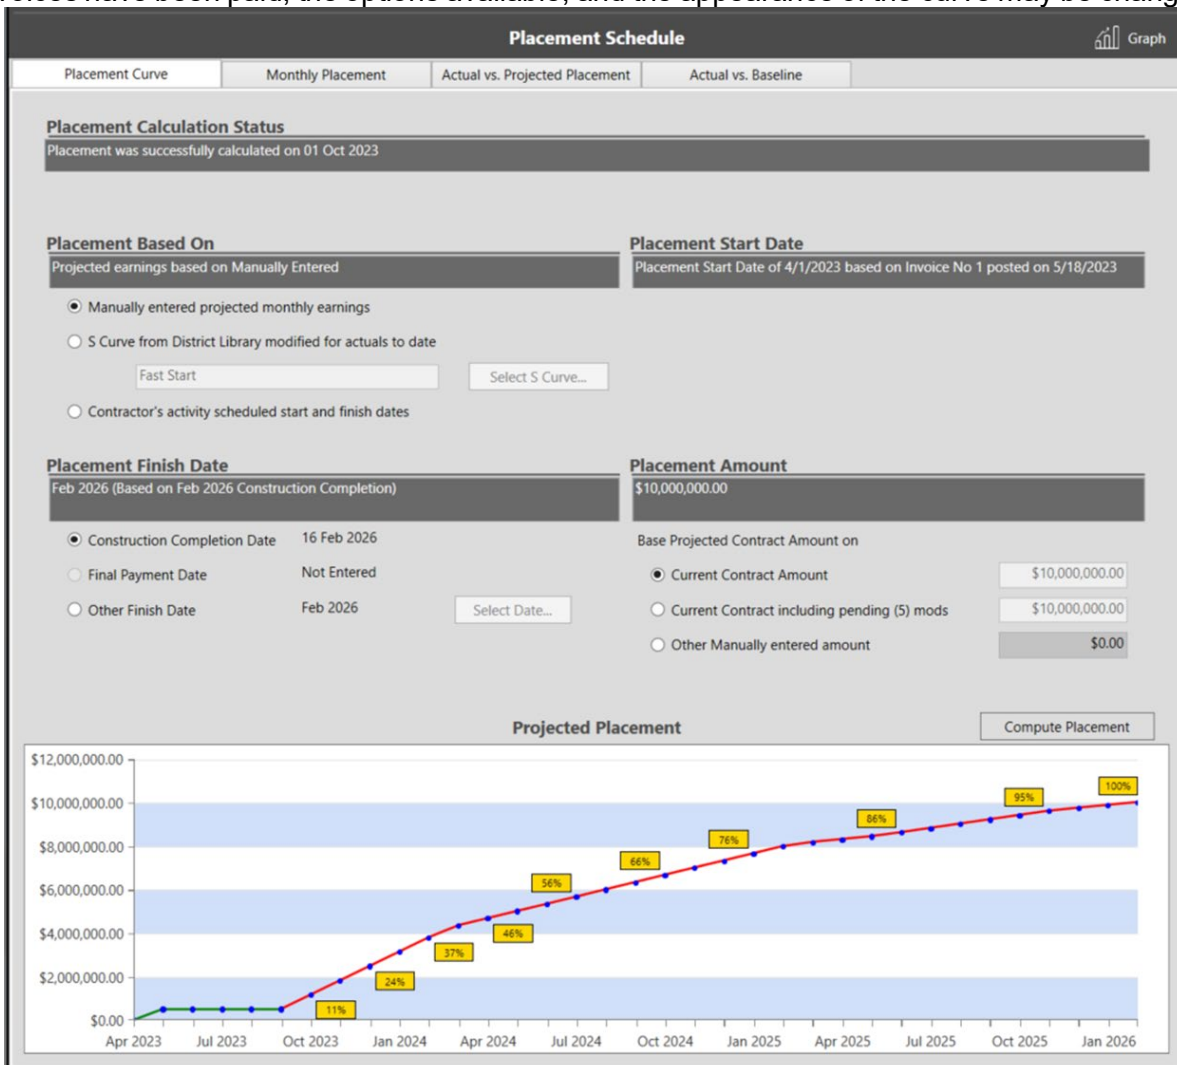 Placement Schedule
Graph
Placement Curve Monthly Placement Actual vs. Projected Placement Actual vs. Baseline
Placement Calculation Status
Placement was successfully calculated on 01 Oct 2023
Placement Based On
Projected earnings based on Manually Entered
Placement Start Date
Placement Start Date of 4/1/2023 based on Invoice No 1 posted on 5/18/2023
Manually entered projected monthly earnings
S Curve from District Library modified for actuals to date
Fast Start Select S Curve...
Contractor's activity scheduled start and finish dates
Placement Finish Date
Feb 2026 (Based on Feb 2026 Construction Completion)
Construction Completion Date 16 Feb 2026
Final Payment Date Not Entered
Other Finish Date Feb 2026 Select Date...
Placement Amount
$10,000,000.00
Base Projected Contract Amount on
Current Contract Amount $10,000,000.00
Current Contract including pending (5) mods $10,000,000.00
Other Manually entered amount $0.00
Projected Placement
Compute Placement
$12,000,000.00
$10,000,000.00
$8,000,000.00
$6,000,000.00
$4,000,000.00
$2,000,000.00
$0.00
11%
24%
37%
46%
56%
66%
76%
86%
95%
100%
Apr 2023 Jul 2023 Oct 2023 Jan 2024 Apr 2024 Jul 2024 Oct 2024 Jan 2025 Apr 2025 Jul 2025 Oct 2025 Jan 2026